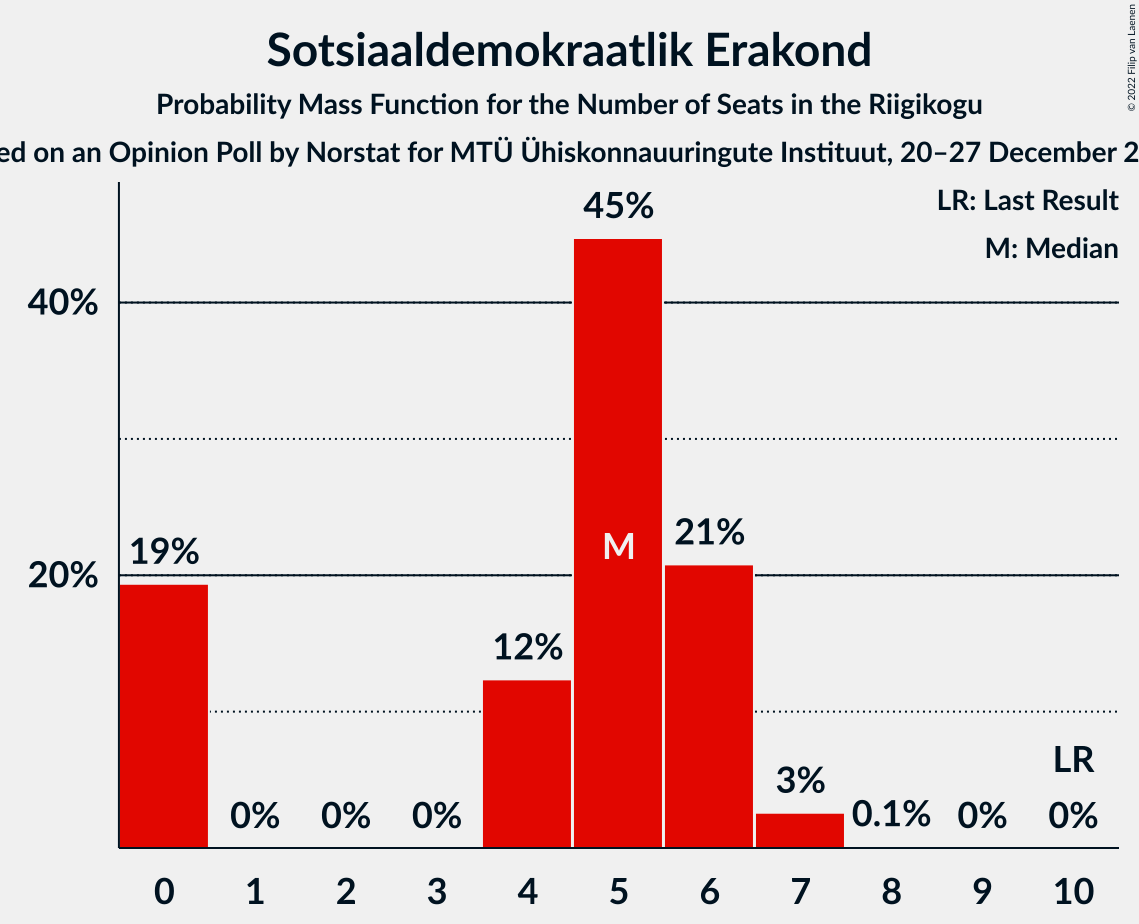 Sotsiaaldemokraatlik Erakond
Probability Mass Function for the Number of Seats in the Riigikogu
ed on an Opinion Poll by Norstat for MTÜ Ühiskonnauuringute Instituut, 20–27 December 2
© 2022 Filip van Laenen
LR: Last Result
M: Median
45%
40%
M
21%
19%
20%
12%
LR
3%
0% 0% 0% 0.1% 0% 0%
0 1 2 3 4 5 6 7 8 9 10